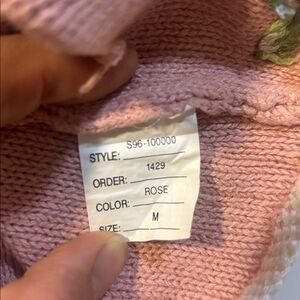 STYLE: S96-100000
ORDER: 1429
COLOR: ROSE
SIZE: M